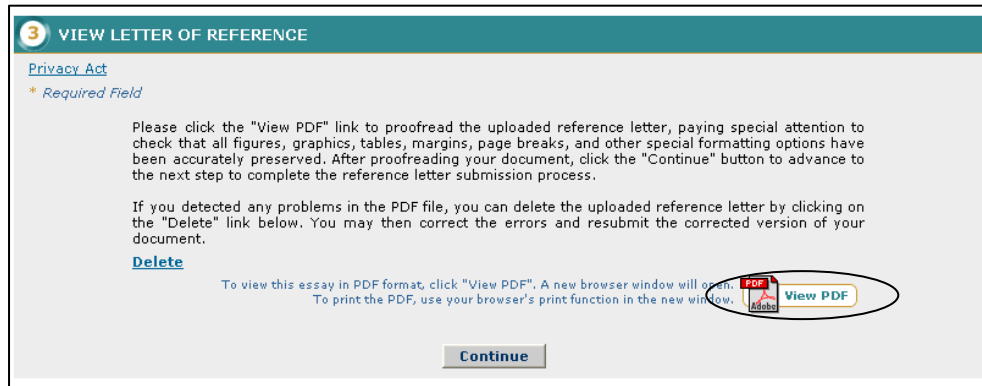 3 VIEW LETTER OF REFERENCE
Privacy Act
* Required Field
Please click the "View PDF" link to proofread the uploaded reference letter, paying special attention to
check that all figures, graphics, tables, margins, page breaks, and other special formatting options have
been accurately preserved. After proofreading your document, click the "Continue" button to advance to
the next step to complete the reference letter submission process.
If you detected any problems in the PDF file, you can delete the uploaded reference letter by clicking on
the "Delete" link below. You may then correct the errors and resubmit the corrected version of your
document.
Delete
To view this essay in PDF format, click "View PDF". A new browser window will open.
To print the PDF, use your browser's print function in the new window.
PDF
Adobe
View PDF
Continue